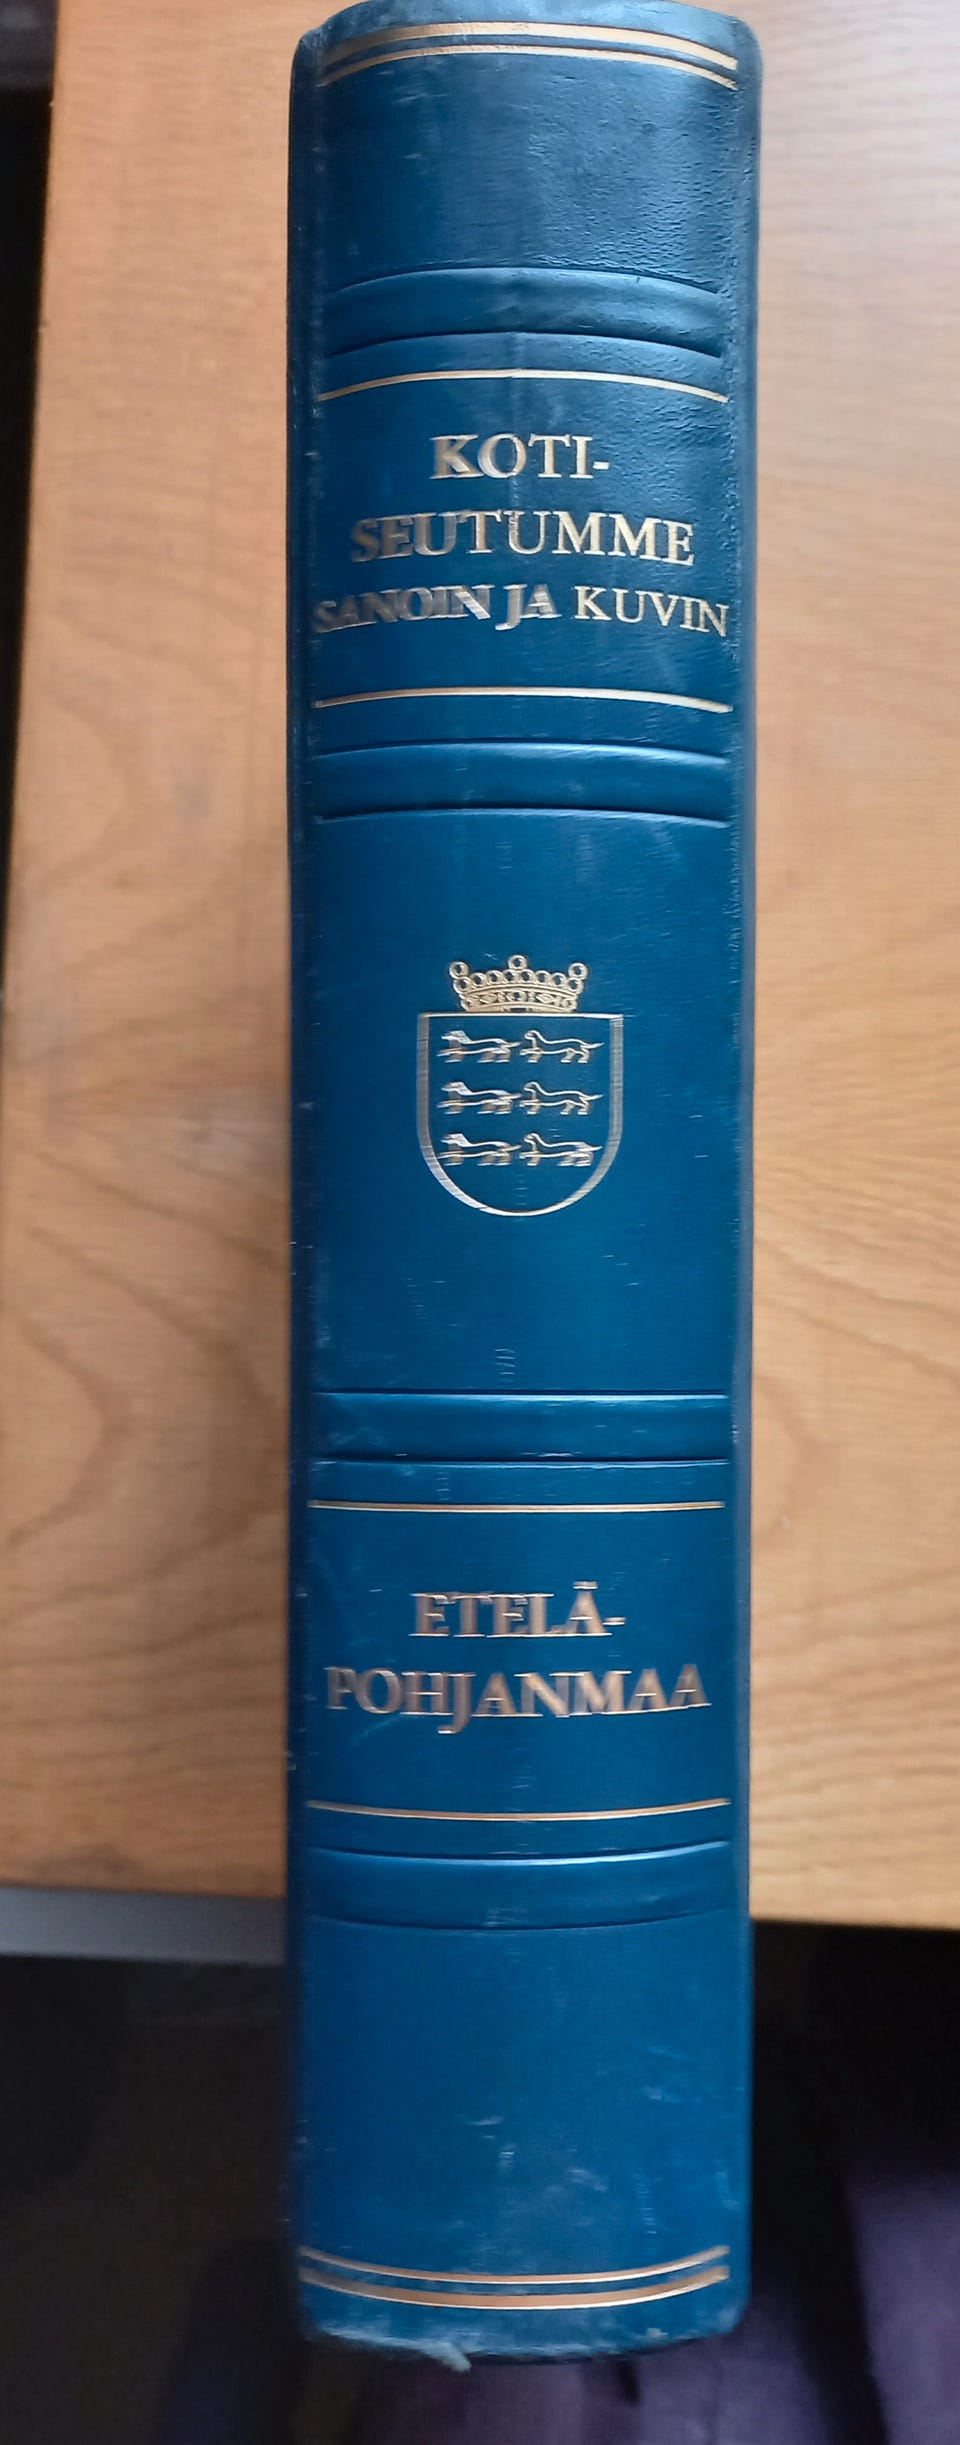 KOTI-
SEUTUMME
SANOIN JA KUVIN
ETELÄ-
POHJANMAA